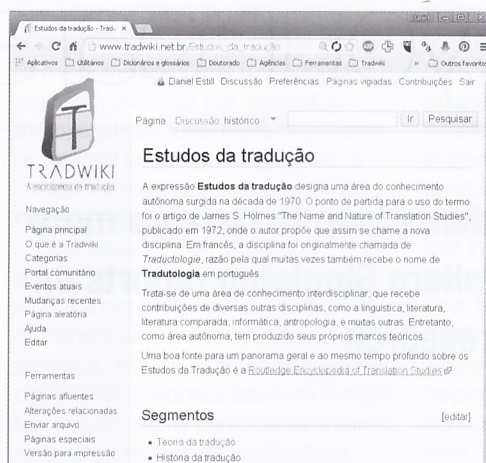 Estudos da tradução - Tradw ×
www.tradwiki.net.br/Estudos_da_tradução
Aplicativos Utilitários Dicionários e glossários Doutorado Agências Ferramentas Tradwiki » Outros favoritos
Daniel Estill Discussão Preferências Páginas vigiadas Contribuições Sair
Página Discussão histórico Ir Pesquisar
TRADWIKI
A enciclopédia da tradução
Navegação
Página principal
O que é a Tradwiki
Categorias
Portal comunitário
Eventos atuais
Mudanças recentes
Página aleatória
Ajuda
Editar
Ferramentas
Páginas afluentes
Alterações relacionadas
Enviar arquivo
Páginas especiais
Versão para impressão
Estudos da tradução
A expressão Estudos da tradução designa uma área do conhecimento
autônoma surgida na década de 1970. O ponto de partida para o uso do termo
foi o artigo de James S. Holmes "The Name and Nature of Translation Studies",
publicado em 1972, onde o autor propõe que assim se chame a nova
disciplina. Em francês, a disciplina foi originalmente chamada de
Traductologie, razão pela qual muitas vezes também recebe o nome de
Tradutologia em português
Trata-se de uma área de conhecimento interdisciplinar, que recebe
contribuições de diversas outras disciplinas, como a linguistica, literatura,
literatura comparada, informática, antropologia, e muitas outras. Entretanto,
como área autônoma, tem produzido seus próprios marcos teóricos
Uma boa fonte para um panorama geral e ao mesmo tempo profundo sobre os
Estudos da Tradução é a Routledge Encyclopedia of Translation Studies
Segmentos [editar]
• Teoria da tradução
• História da tradução